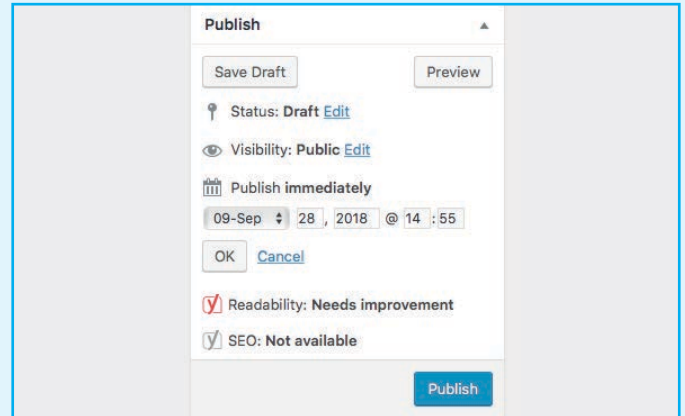 Publish
Save Draft Preview
Status: Draft Edit
Visibility: Public Edit
Publish immediately
09-Sep 28 , 2018 @ 14 : 55
OK Cancel
Readability: Needs improvement
SEO: Not available
Publish